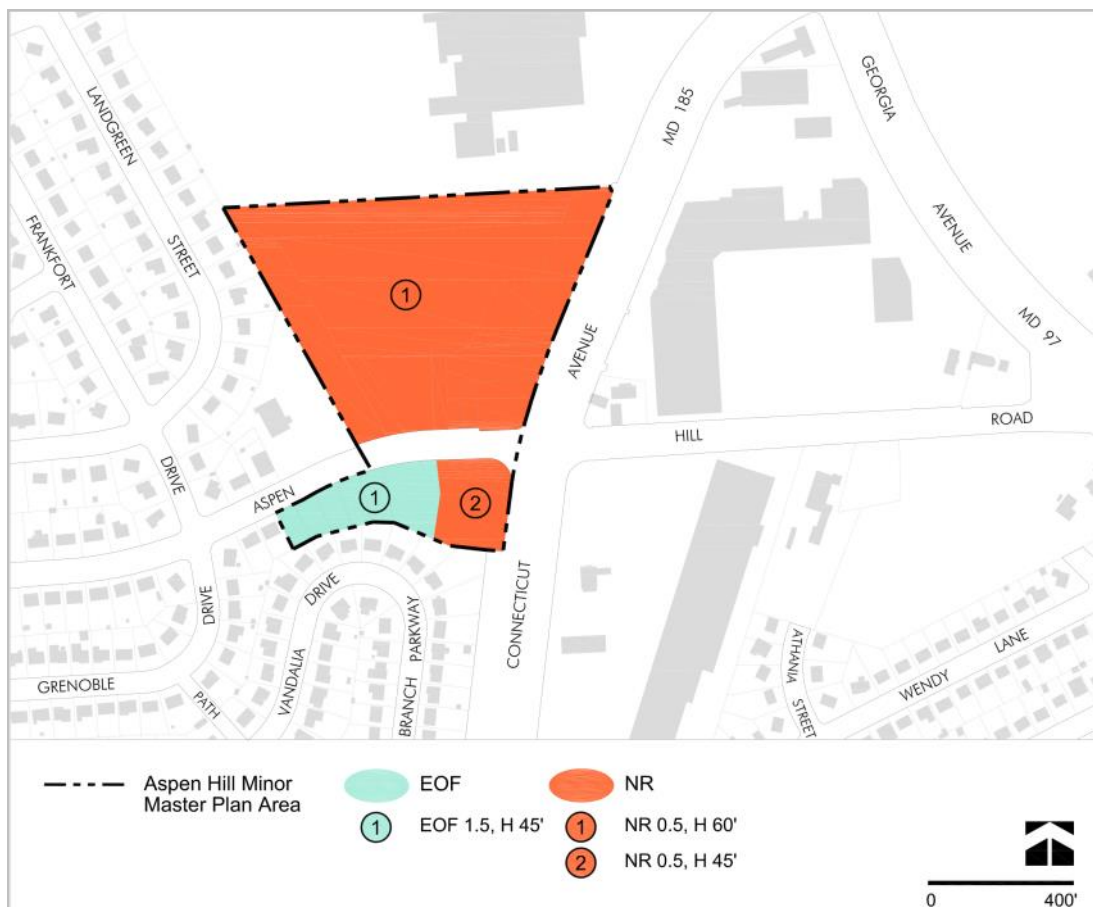 LANDGREEN
STREET
FRANKFORT
DRIVE
MD 185
GEORGIA
AVENUE
MD 97
1
AVENUE
HILL
ROAD
ASPEN
1
2
DRIVE
GRENOBLE
PATH
VANDALIA
DRIVE
BRANCH PARKWAY
CONNECTICUT
ATHANIA
STREET
WENDY LANE
Aspen Hill Minor
Master Plan Area
EOF
1 EOF 1.5, H 45'
NR
1 NR 0.5, H 60'
2 NR 0.5, H 45'
0 400'